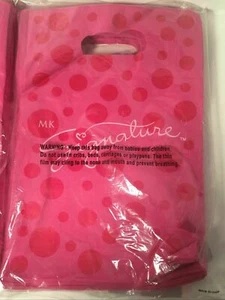 MK
Signature
WARNING: Keep this bag away from babies and children.
Do not use in cribs, beds, carriages or playpens. The thin
film may cling to the nose and mouth and prevent breathing.